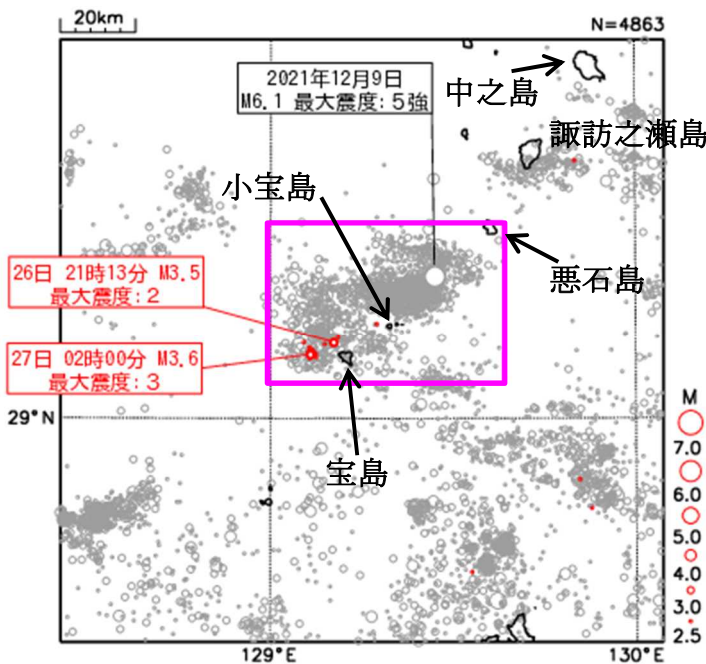 20km
N=4863
2021年12月9日
M6.1 最大震度:5強
中之島
諏訪之瀬島
小宝島
悪石島
26日 21時13分 M3.5
最大震度:2
27日 02時00分 M3.6
最大震度:3
29°N
宝島
M
7.0
6.0
5.0
4.0
3.0
2.5
129°E
130°E